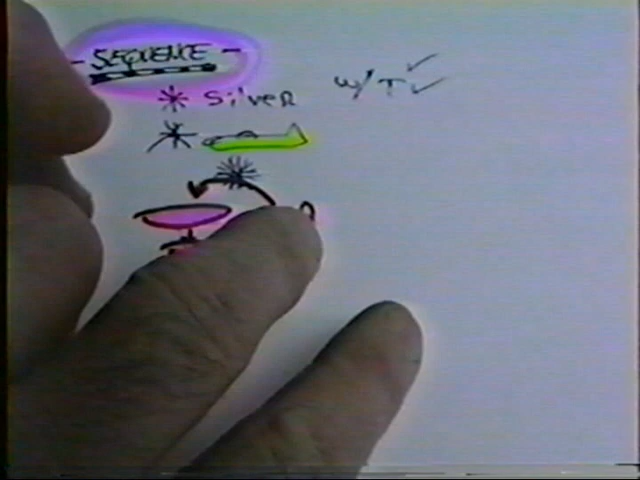 - SEQUENCE -
* Silver W/T ✓✓
*